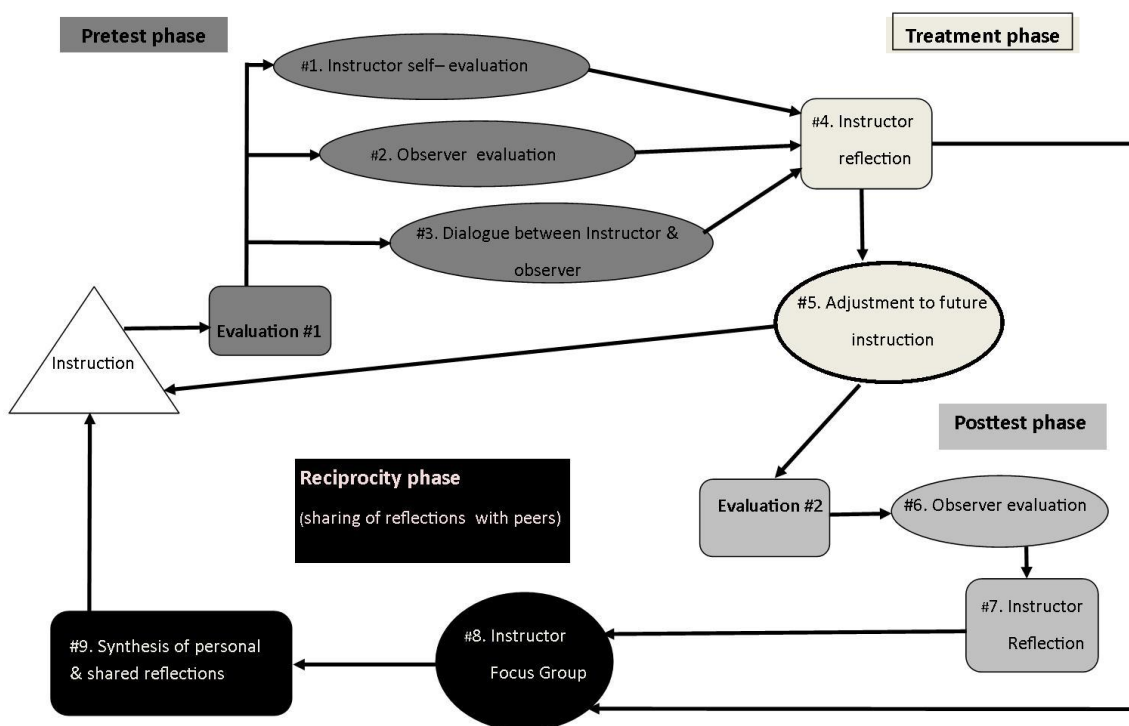 Pretest phase
Treatment phase
#1. Instructor self– evaluation
#2. Observer evaluation
#3. Dialogue between Instructor &
observer
#4. Instructor
reflection
Evaluation #1
Instruction
#5. Adjustment to future
instruction
Posttest phase
Reciprocity phase
(sharing of reflections with peers)
Evaluation #2
#6. Observer evaluation
#7. Instructor
Reflection
#8. Instructor
Focus Group
#9. Synthesis of personal
& shared reflections